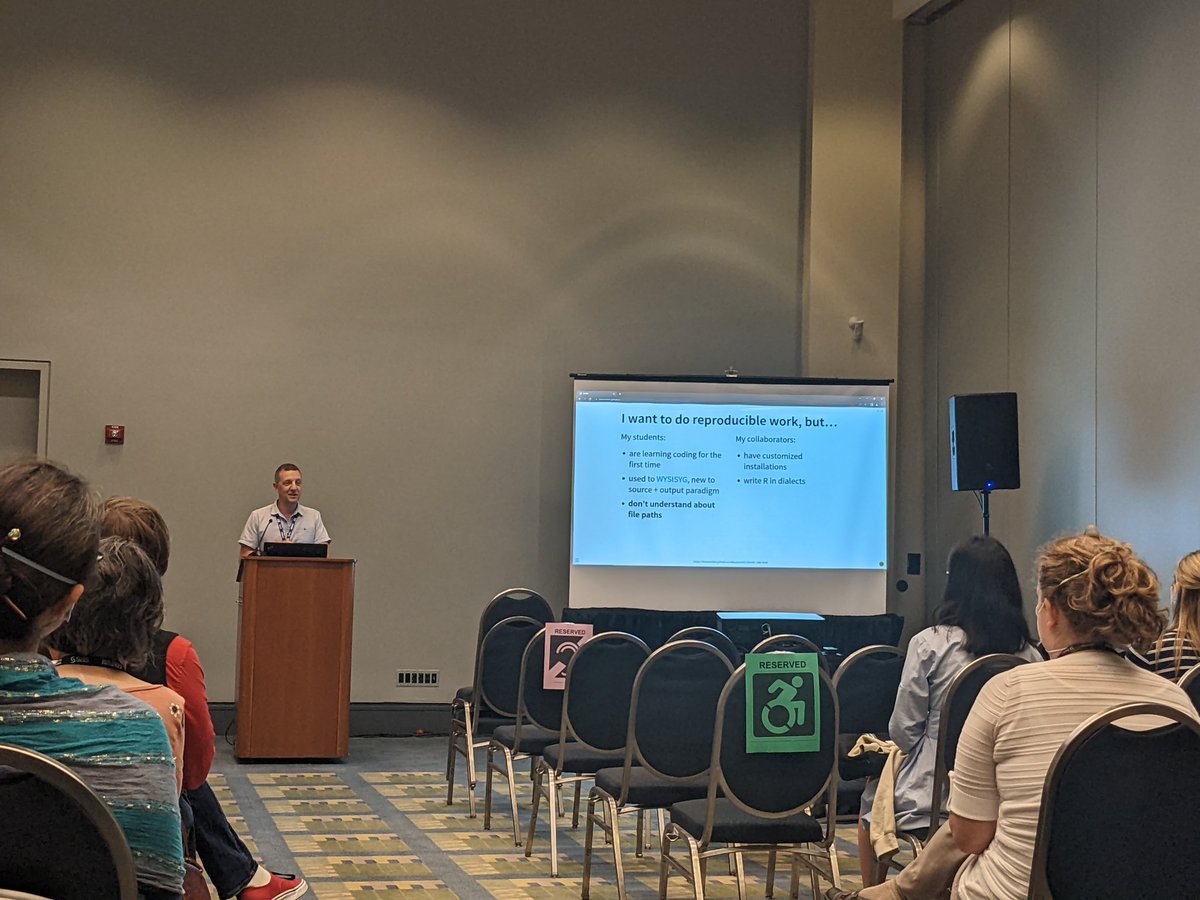 I want to do reproducible work, but…
My students:
• are learning coding for the
first time
• used to WYSISYG, new to
source + output paradigm
• don't understand about
file paths
My collaborators:
• have customized
installations
• write R in dialects
RESERVED
RESERVED